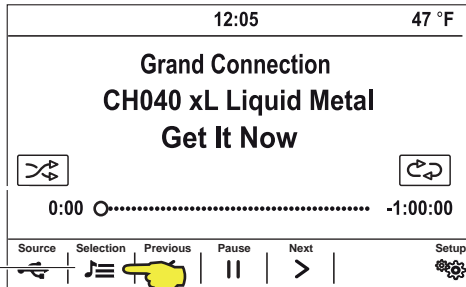 12:05 47 °F
Grand Connection
CH040 xL Liquid Metal
Get It Now
0:00 -1:00:00
Source Selection Previous Pause Next Setup